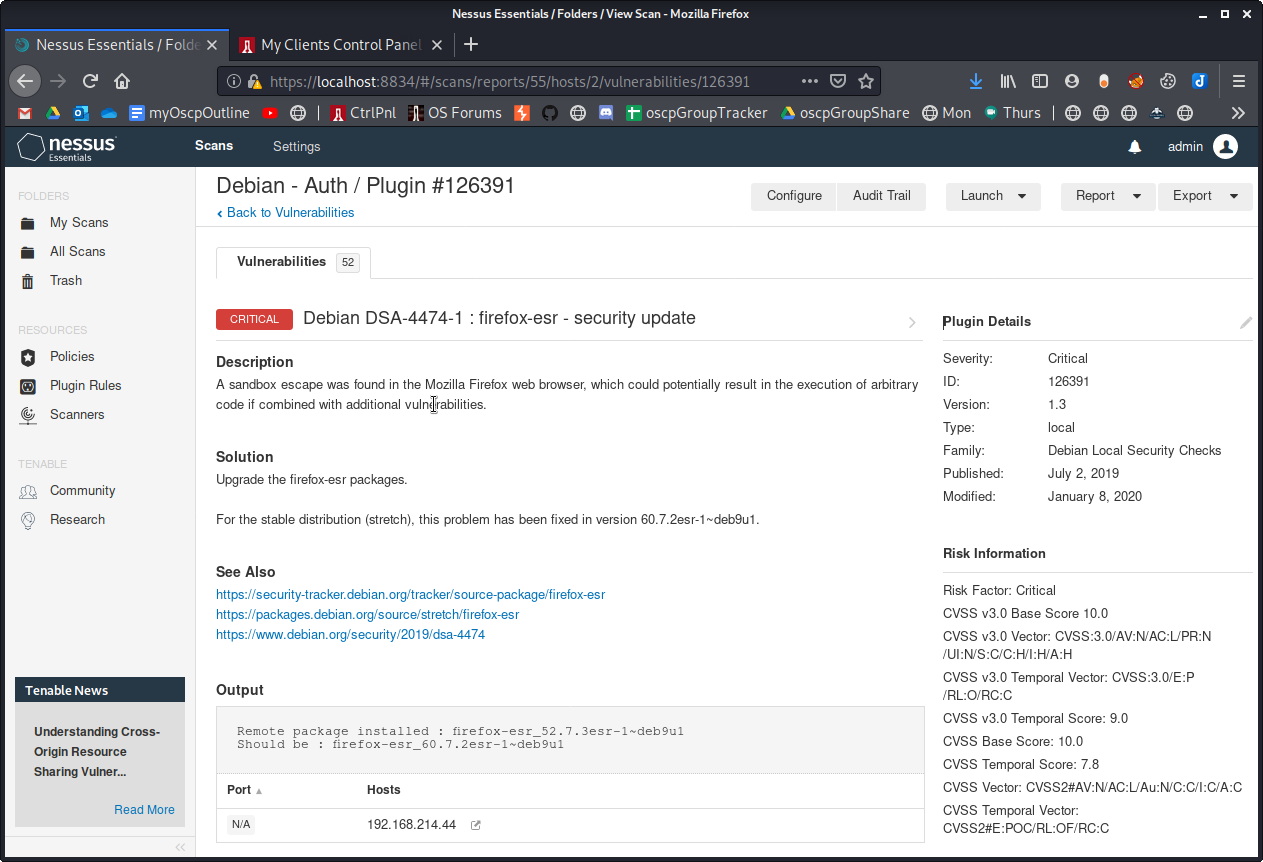 Nessus Essentials / Folders / View Scan - Mozilla Firefox
Nessus Essentials / Folde
My Clients Control Panel
https://localhost:8834/#/scans/reports/55/hosts/2/vulnerabilities/126391
myOscpOutline
CtrlPnl
OS Forums
oscpGroupTracker
oscpGroupShare
Mon
Thurs
nessus
Essentials
Scans
Settings
admin
FOLDERS
My Scans
All Scans
Trash
RESOURCES
Policies
Plugin Rules
Scanners
TENABLE
Community
Research
Tenable News
Understanding Cross-
Origin Resource
Sharing Vulner...
Read More
Debian - Auth / Plugin #126391
Back to Vulnerabilities
Configure
Audit Trail
Launch
Report
Export
Vulnerabilities 52
CRITICAL Debian DSA-4474-1 : firefox-esr - security update
Description
A sandbox escape was found in the Mozilla Firefox web browser, which could potentially result in the execution of arbitrary
code if combined with additional vulnerabilities.
Solution
Upgrade the firefox-esr packages.
For the stable distribution (stretch), this problem has been fixed in version 60.7.2esr-1~deb9u1.
See Also
https://security-tracker.debian.org/tracker/source-package/firefox-esr
https://packages.debian.org/source/stretch/firefox-esr
https://www.debian.org/security/2019/dsa-4474
Output
Remote package installed : firefox-esr_52.7.3esr-1~deb9u1
Should be : firefox-esr_60.7.2esr-1~deb9u1
Port Hosts
N/A 192.168.214.44
Plugin Details
Severity: Critical
ID: 126391
Version: 1.3
Type: local
Family: Debian Local Security Checks
Published: July 2, 2019
Modified: January 8, 2020
Risk Information
Risk Factor: Critical
CVSS v3.0 Base Score 10.0
CVSS v3.0 Vector: CVSS:3.0/AV:N/AC:L/PR:N
/UI:N/S:C/C:H/I:H/A:H
CVSS v3.0 Temporal Vector: CVSS:3.0/E:P
/RL:O/RC:C
CVSS v3.0 Temporal Score: 9.0
CVSS Base Score: 10.0
CVSS Temporal Score: 7.8
CVSS Vector: CVSS2#AV:N/AC:L/Au:N/C:C/I:C/A:C
CVSS Temporal Vector:
CVSS2#E:POC/RL:OF/RC:C